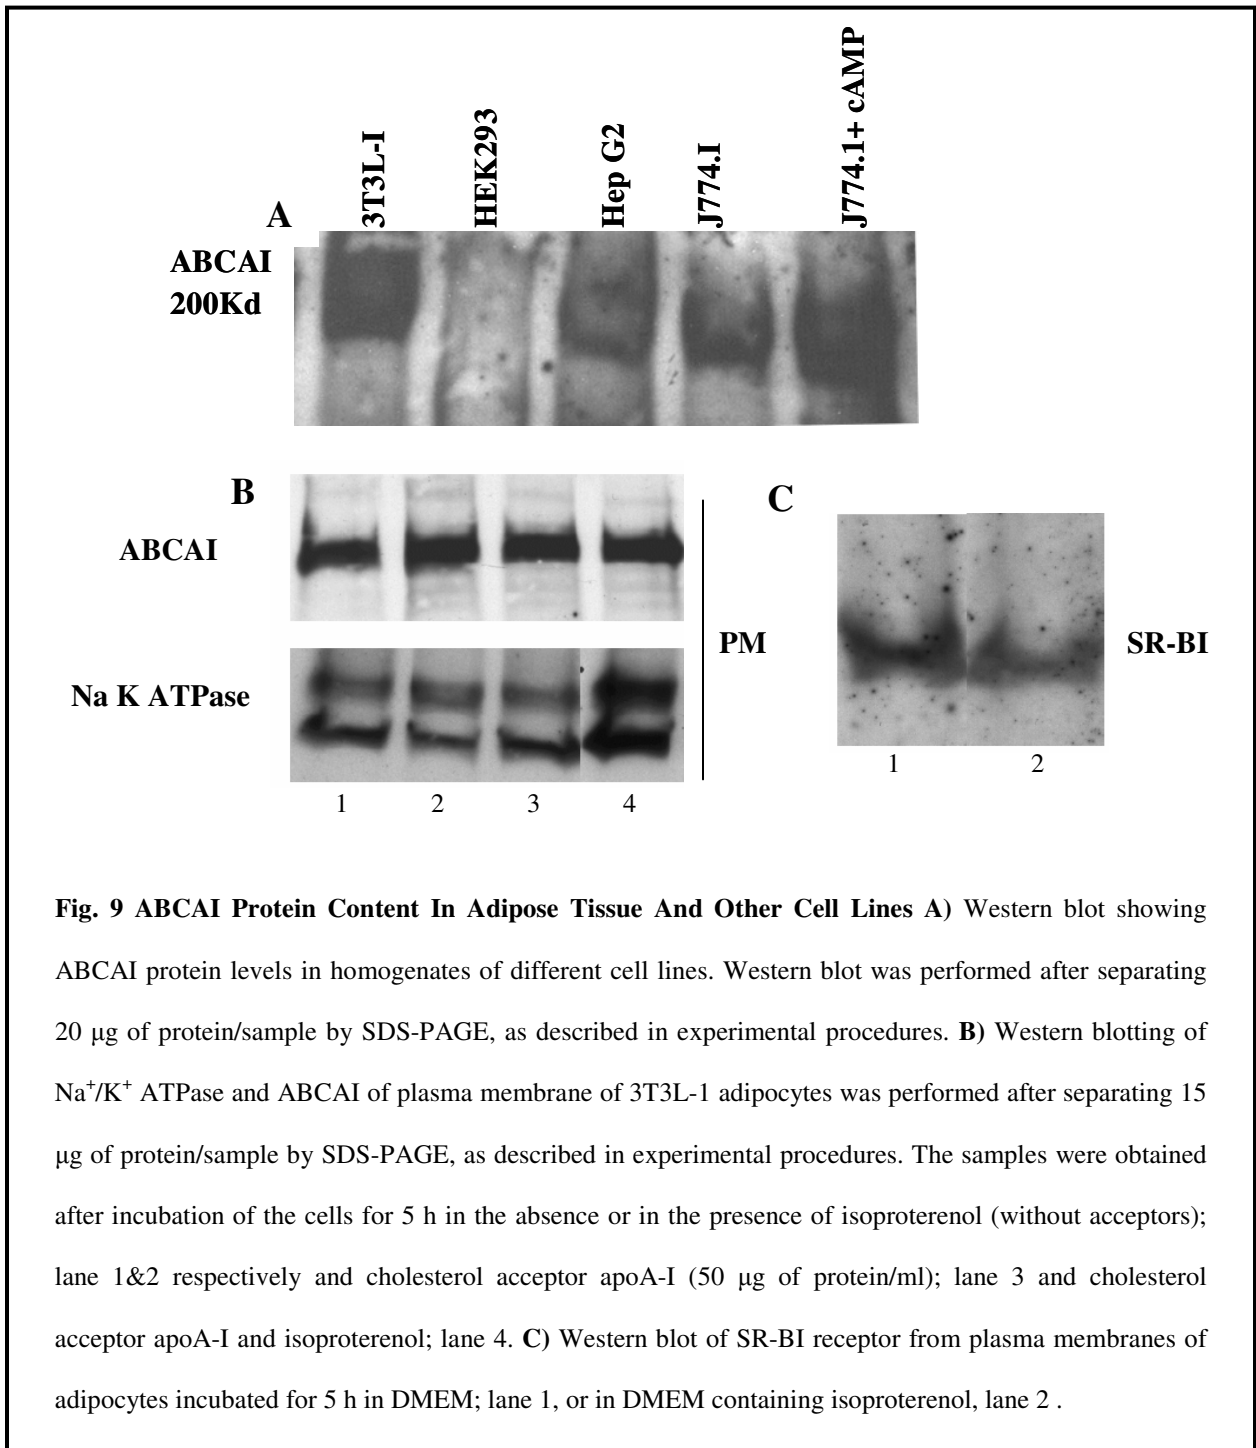 3T3L-I
HEK293
Hep G2
J774.I
J774.1+ cAMP
A
ABCAI
200Kd
B
ABCAI
Na K ATPase
1 2 3 4
PM
C
SR-BI
1 2
Fig. 9 ABCAI Protein Content In Adipose Tissue And Other Cell Lines A) Western blot showing
ABCAI protein levels in homogenates of different cell lines. Western blot was performed after separating
20 μg of protein/sample by SDS-PAGE, as described in experimental procedures. B) Western blotting of
Na⁺/K⁺ ATPase and ABCAI of plasma membrane of 3T3L-1 adipocytes was performed after separating 15
μg of protein/sample by SDS-PAGE, as described in experimental procedures. The samples were obtained
after incubation of the cells for 5 h in the absence or in the presence of isoproterenol (without acceptors);
lane 1&2 respectively and cholesterol acceptor apoA-I (50 μg of protein/ml); lane 3 and cholesterol
acceptor apoA-I and isoproterenol; lane 4. C) Western blot of SR-BI receptor from plasma membranes of
adipocytes incubated for 5 h in DMEM; lane 1, or in DMEM containing isoproterenol, lane 2 .